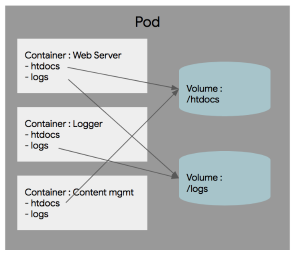 Pod
Container : Web Server
- htdocs
- logs
Container : Logger
- htdocs
- logs
Container : Content mgmt
- htdocs
- logs
Volume :
/htdocs
Volume :
/logs